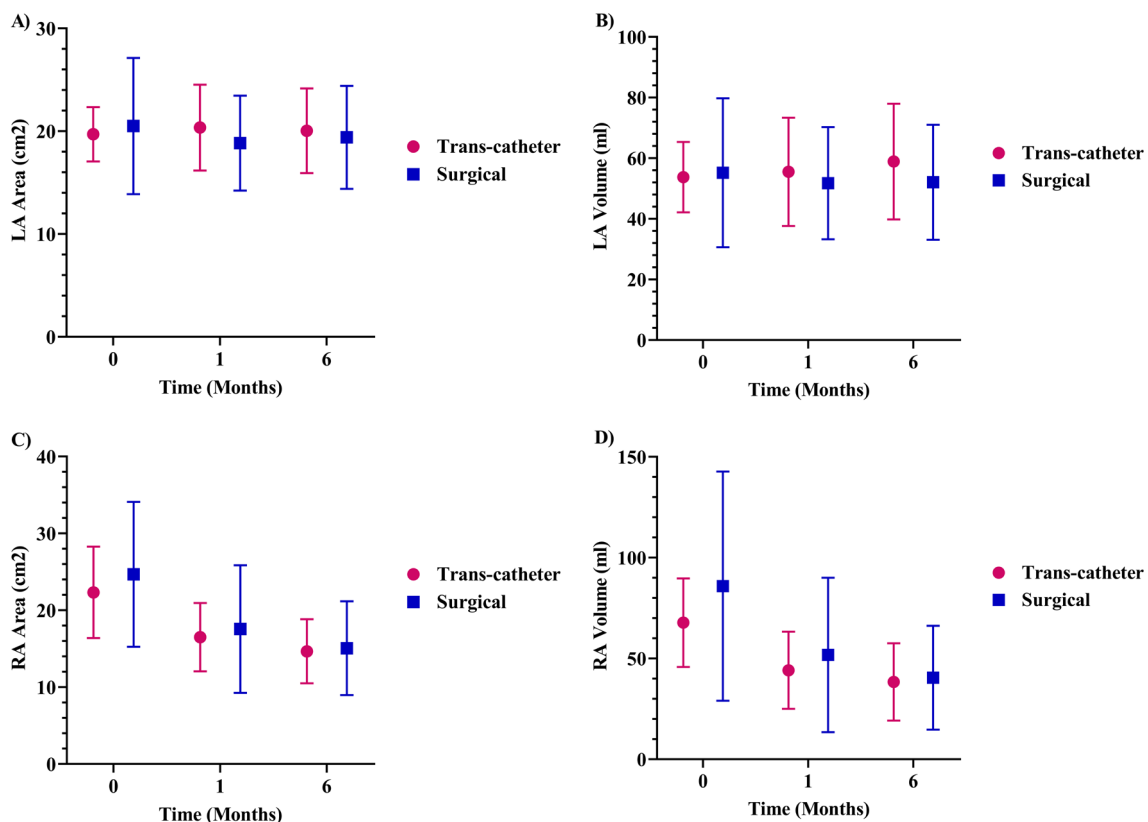 A)
30
20
10
0
LA Area (cm2)
0 1 6
Time (Months)
Trans-catheter
Surgical
B)
100
80
60
40
20
0
LA Volume (ml)
0 1 6
Time (Months)
Trans-catheter
Surgical
C)
40
30
20
10
0
RA Area (cm2)
0 1 6
Time (Months)
Trans-catheter
Surgical
D)
150
100
50
0
RA Volume (ml)
0 1 6
Time (Months)
Trans-catheter
Surgical